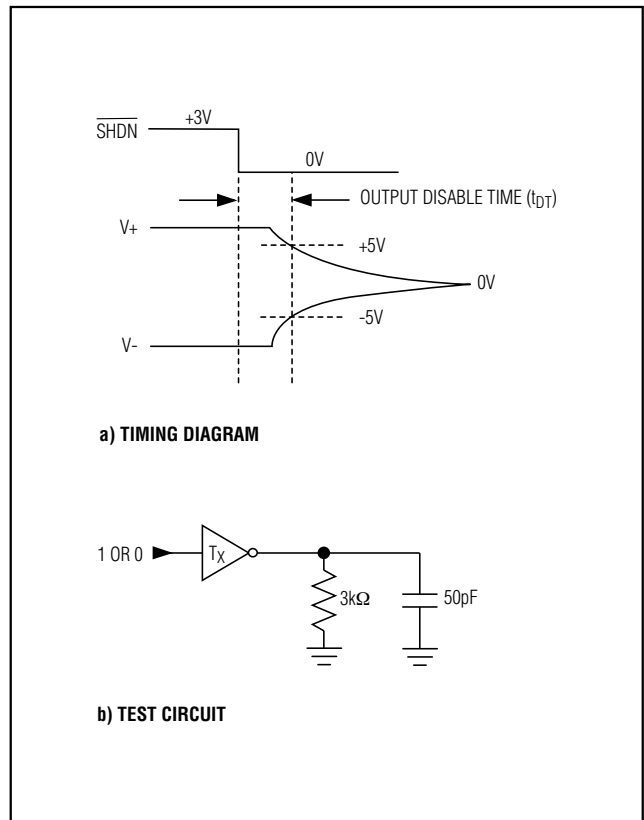 +3V
SHDN
0V
OUTPUT DISABLE TIME (tDT)
V+
+5V
0V
-5V
V-
a) TIMING DIAGRAM
1 OR 0
TX
3kΩ
50pF
b) TEST CIRCUIT